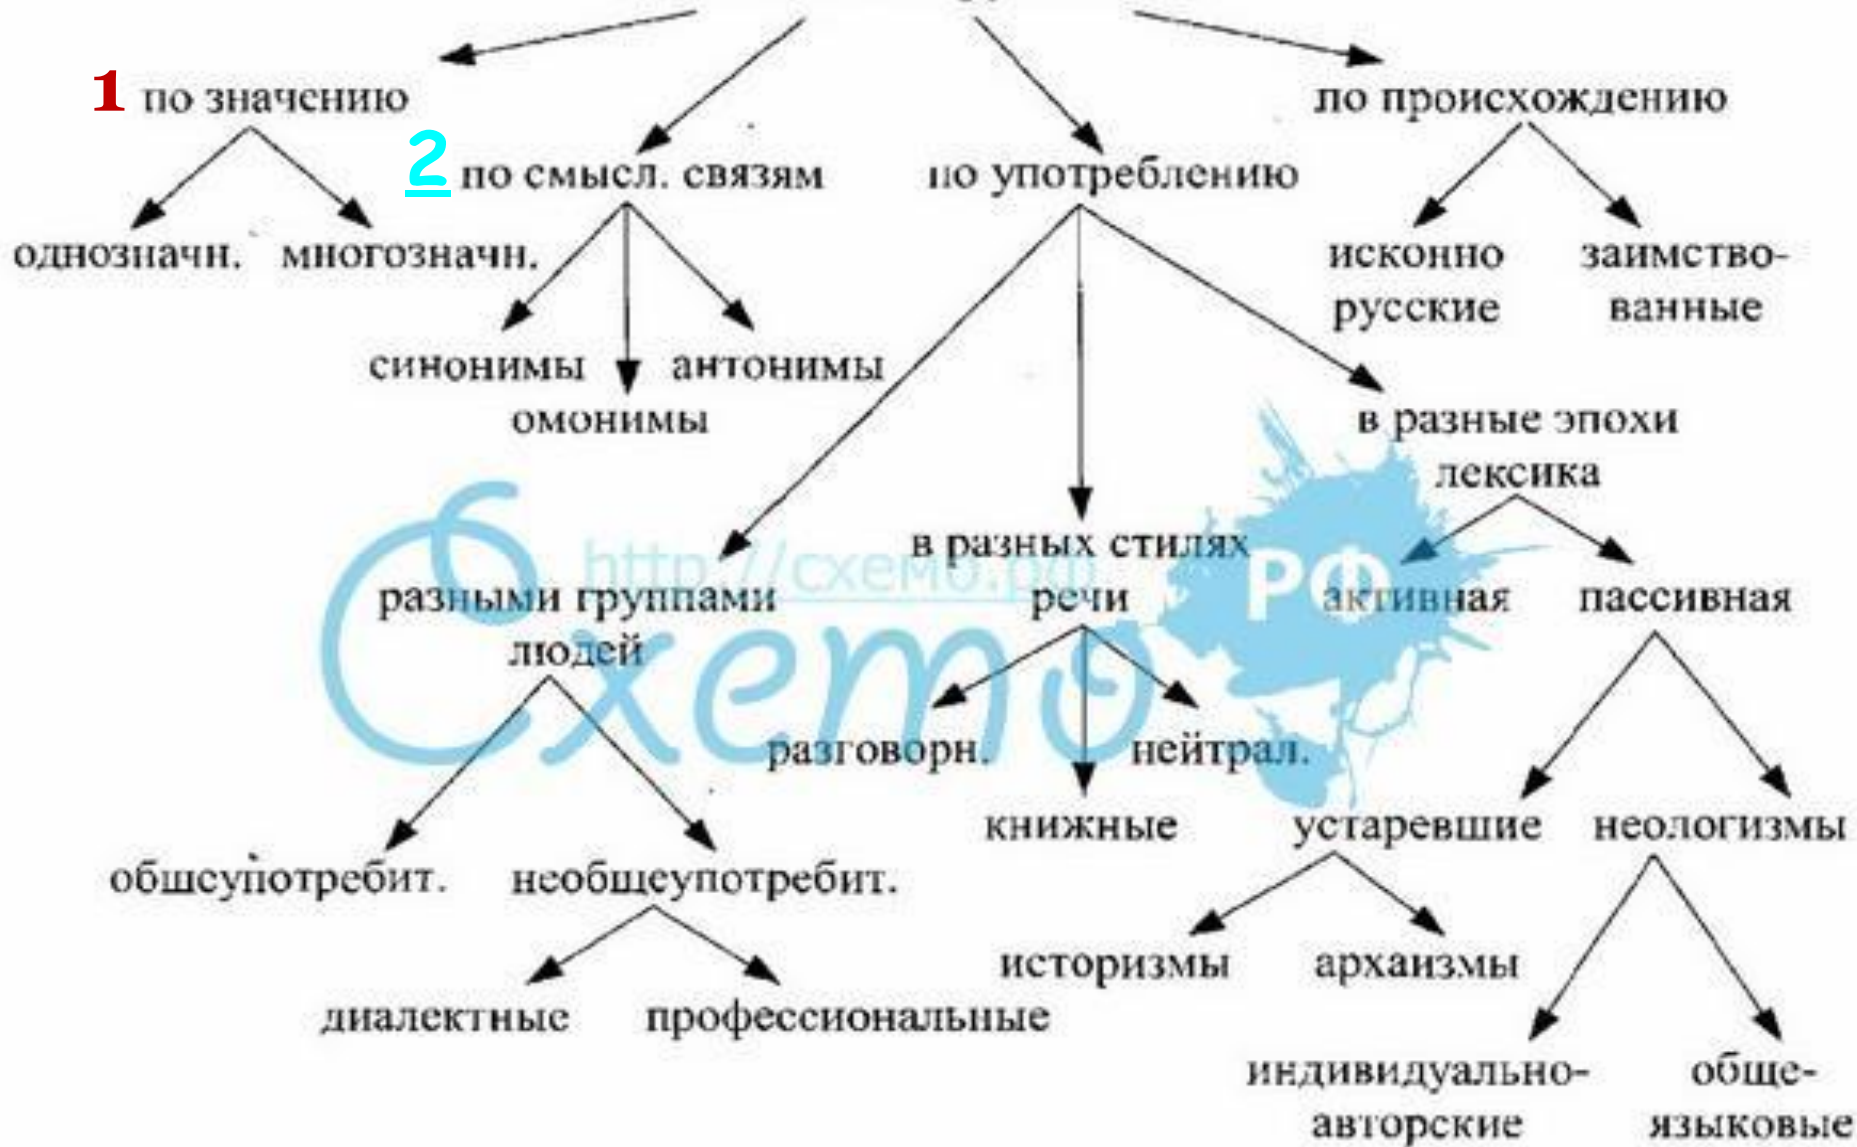 1 по значению
по происхождению
2 по смысл. связям
по употреблению
однозначн. многозначн.
исконно
русские
заимство-
ванные
синонимы
антонимы
омонимы
в разные эпохи
лексика
http://схемо.рф
Схемо
РФ
в разных стилях
речи
разными группами
людей
активная
пассивная
разговорн.
нейтрал.
книжные
устаревшие
неологизмы
общеупотребит.
необщеупотребит.
историзмы
архаизмы
диалектные
профессиональные
индивидуально-
авторские
обще-
языковые